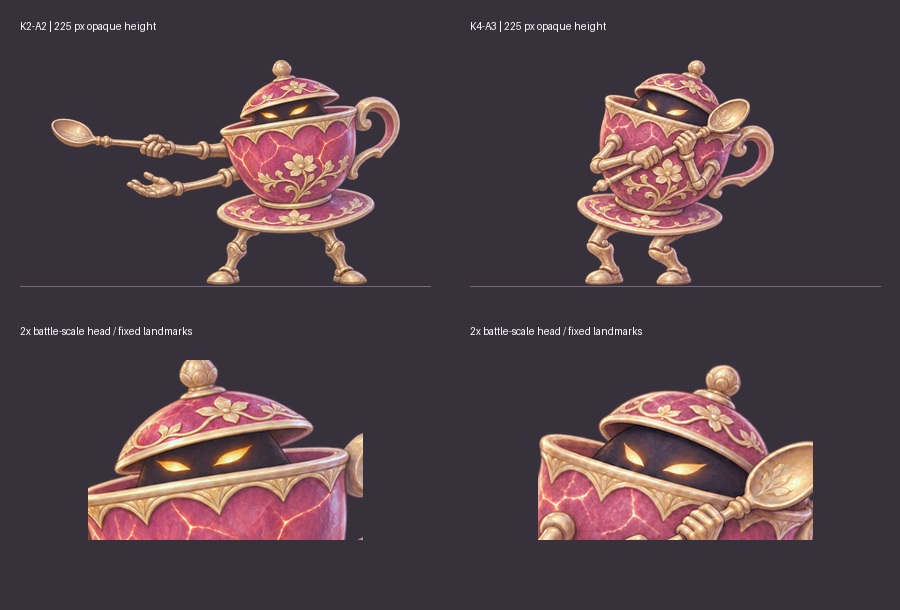 K2-A2 | 225 px opaque height
K4-A3 | 225 px opaque height
2x battle-scale head / fixed landmarks
2x battle-scale head / fixed landmarks